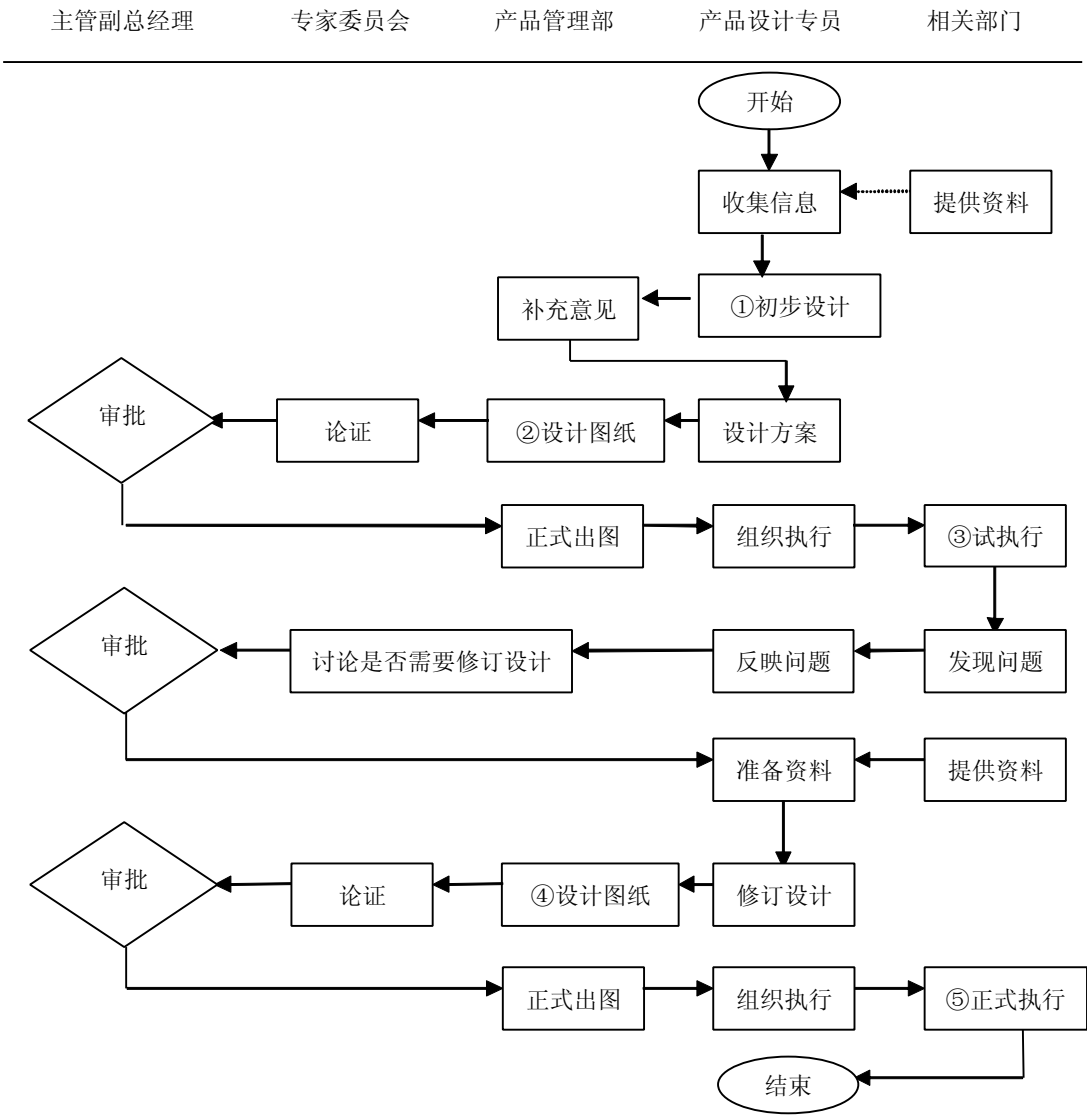 主管副总经理 专家委员会 产品管理部 产品设计专员 相关部门
开始
收集信息 提供资料
补充意见 ①初步设计
审批 论证 ②设计图纸 设计方案
正式出图 组织执行 ③试执行
审批 讨论是否需要修订设计 反映问题 发现问题
准备资料 提供资料
审批 论证 ④设计图纸 修订设计
正式出图 组织执行 ⑤正式执行
结束